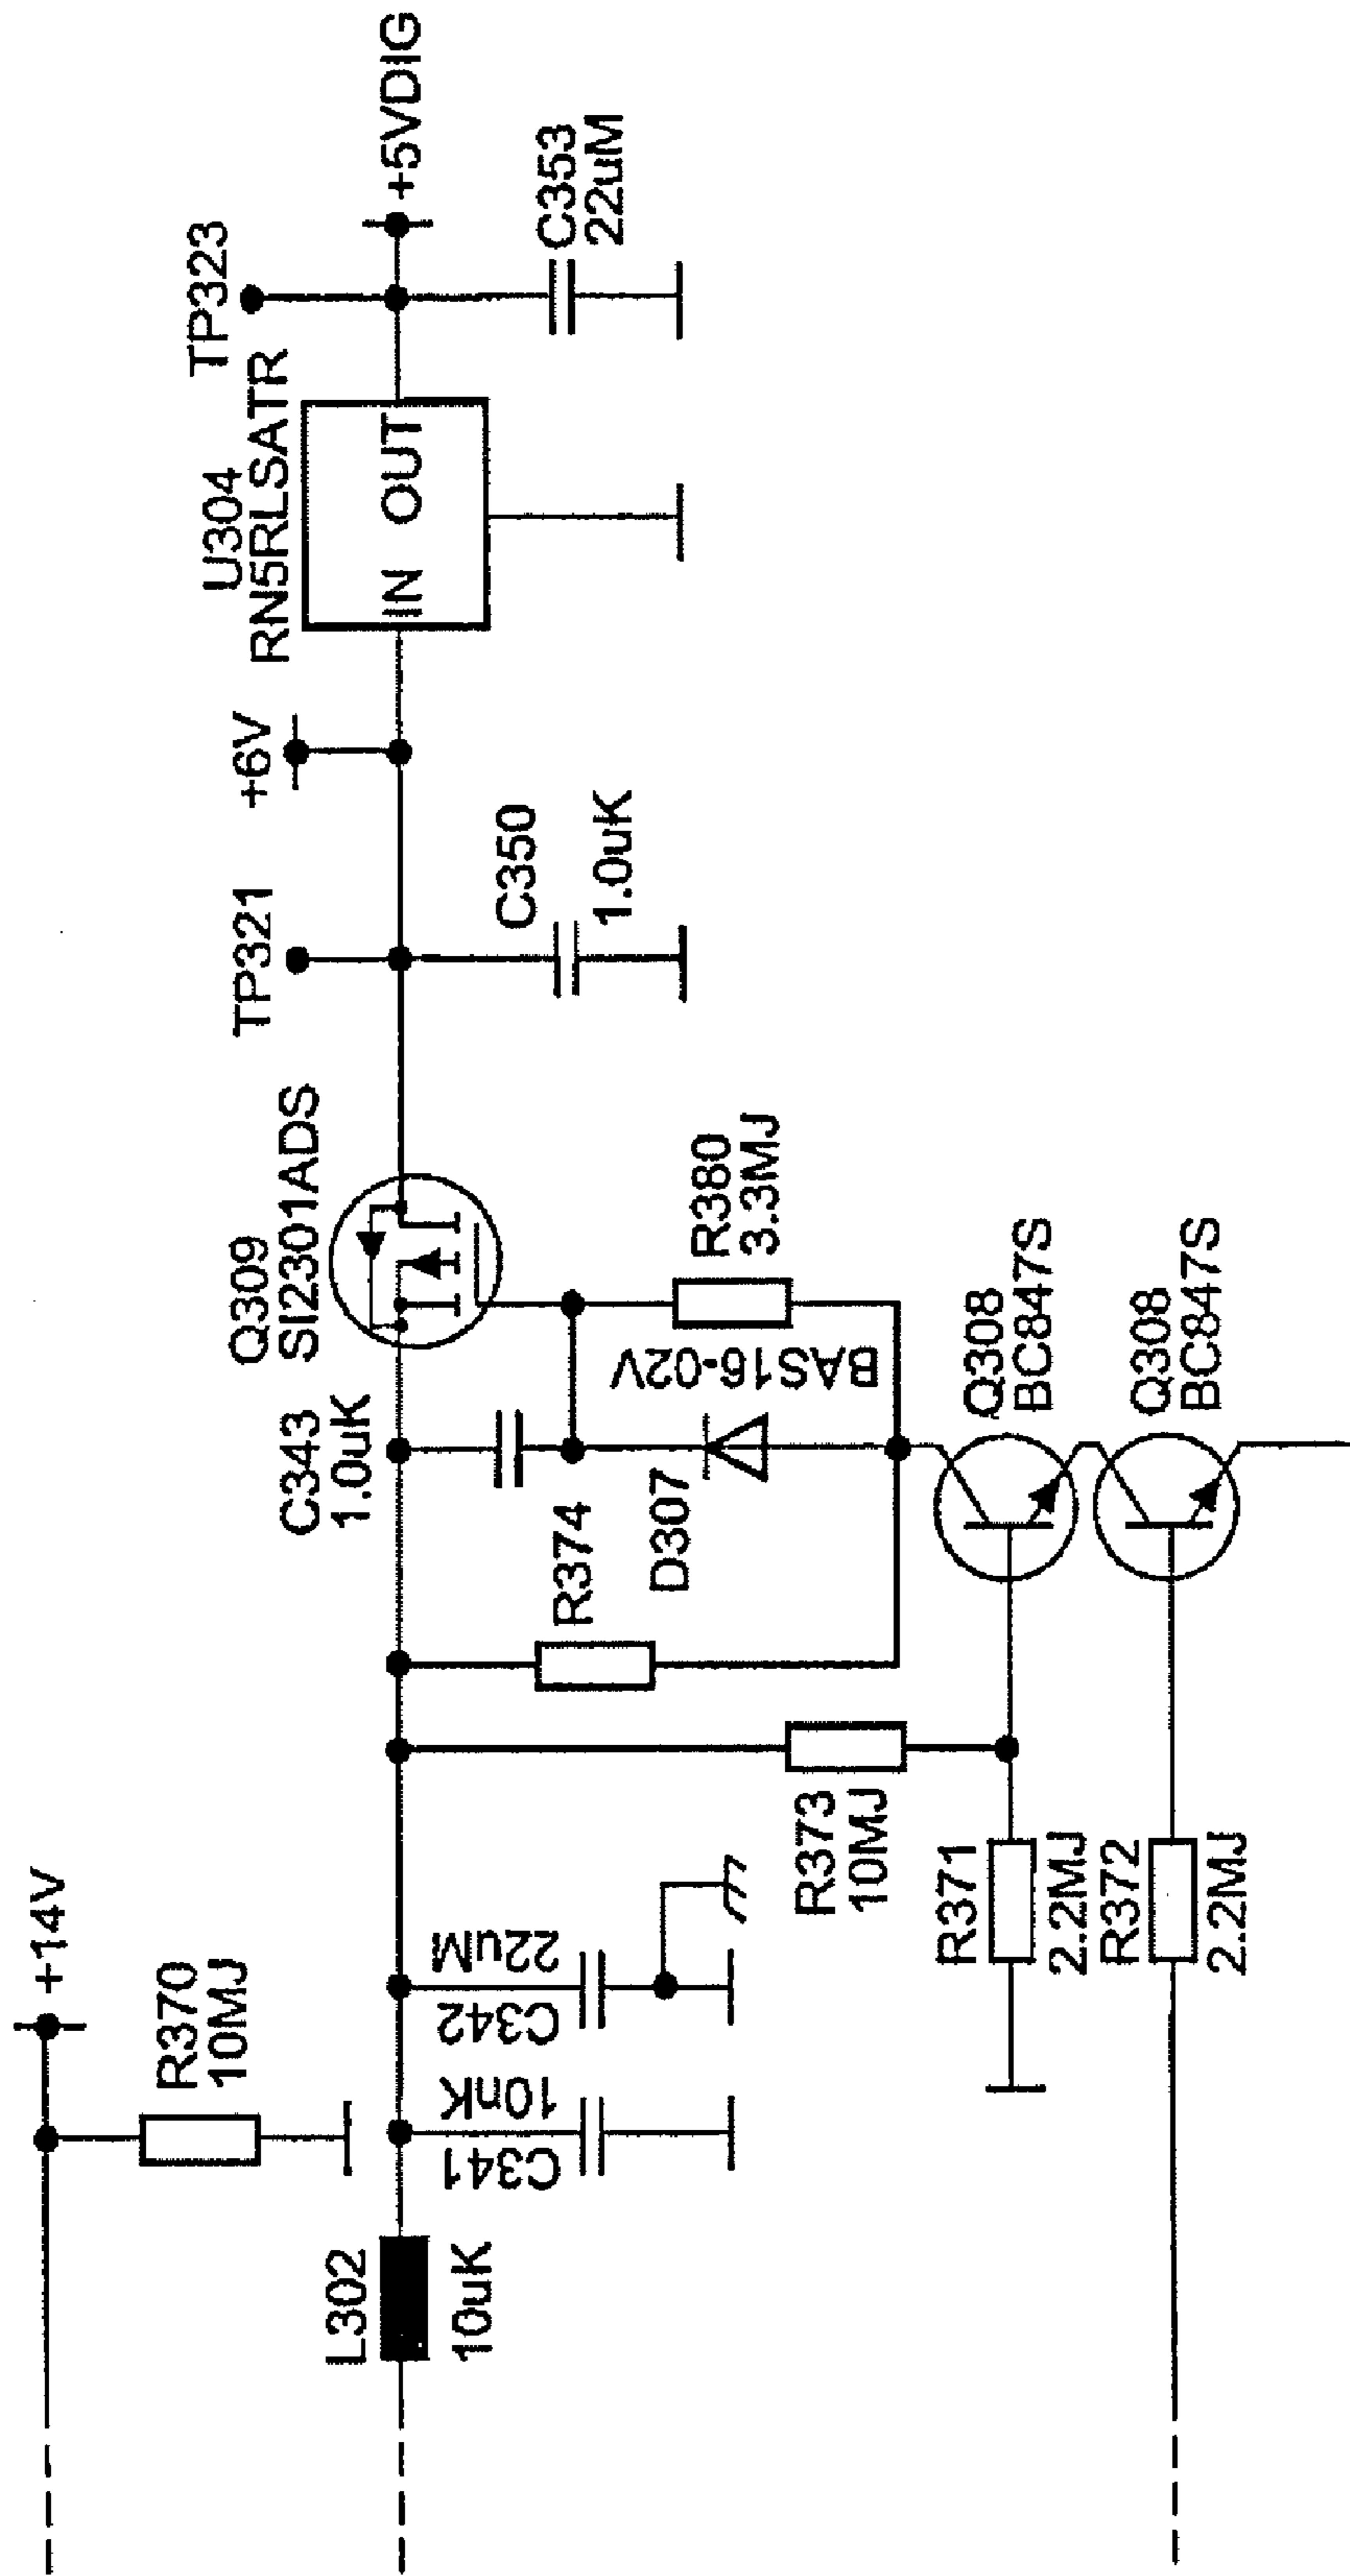 +14V
R370
10MJ
L302
10uK
C341
10nK
C342
22uM
R373
10MJ
R371
2.2MJ
R372
2.2MJ
R374
C343
1.0uK
D307
BAS16-02V
Q309
SI2301ADS
R380
3.3MJ
Q308
BC847S
Q308
BC847S
TP321
C350
1.0uK
+6V
U304
RN5RLSATR
IN OUT
TP323
+5VDIG
C353
22uM